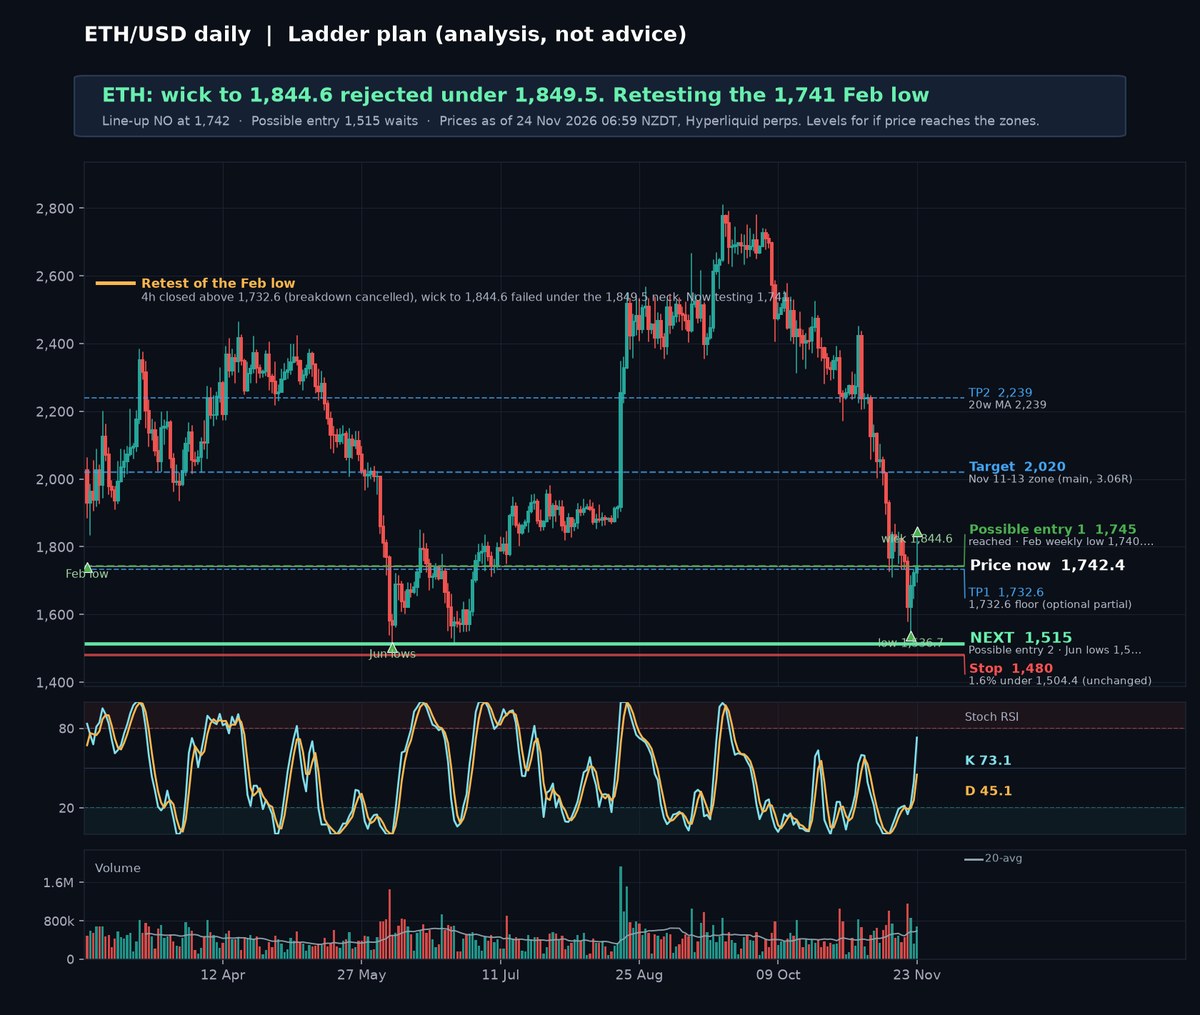 ETH/USD daily | Ladder plan (analysis, not advice)
ETH: wick to 1,844.6 rejected under 1,849.5. Retesting the 1,741 Feb low
Line-up NO at 1,742 · Possible entry 1,515 waits · Prices as of 24 Nov 2026 06:59 NZDT, Hyperliquid perps. Levels for if price reaches the zones.
2,800
2,600
Retest of the Feb low
4h closed above 1,732.6 (breakdown cancelled), wick to 1,844.6 failed under the 1,849.5 neck. Now testing 1,741
2,400
TP2 2,239
20w MA 2,239
2,200
Target 2,020
Nov 11-13 zone (main, 3.06R)
2,000
Possible entry 1 1,745
wick 1,844.6
reached · Feb weekly low 1,740....
1,800
Price now 1,742.4
Feb low
TP1 1,732.6
1,732.6 floor (optional partial)
1,600
NEXT 1,515
low 1,536.7
Possible entry 2 · Jun lows 1,5...
Jun lows
Stop 1,480
1.6% under 1,504.4 (unchanged)
1,400
Stoch RSI
80
K 73.1
D 45.1
20
Volume
20-avg
1.6M
800k
0
12 Apr
27 May
11 Jul
25 Aug
09 Oct
23 Nov